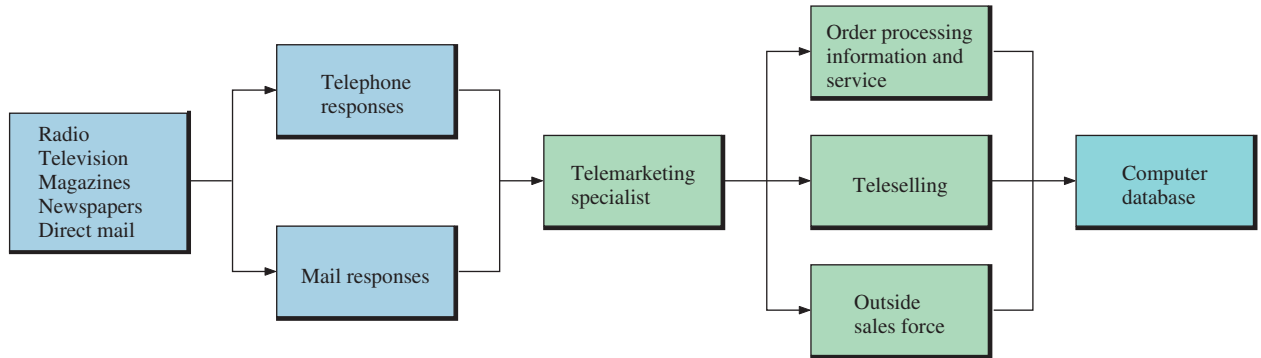 Radio
Television
Magazines
Newspapers
Direct mail
Telephone
responses
Mail responses
Telemarketing
specialist
Order processing
information and
service
Teleselling
Outside
sales force
Computer
database